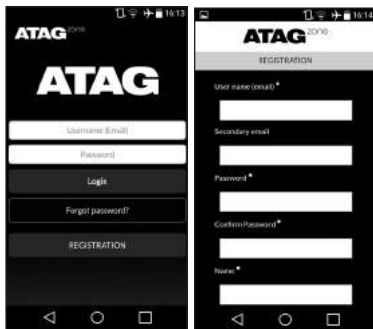 16:13
ATAG zone
ATAG
Username (Email)
Password
Login
Forgot password?
REGISTRATION
16:14
ATAG zone
REGISTRATION
User name (email) *
Secondary email
Password *
Confirm Password *
Name *